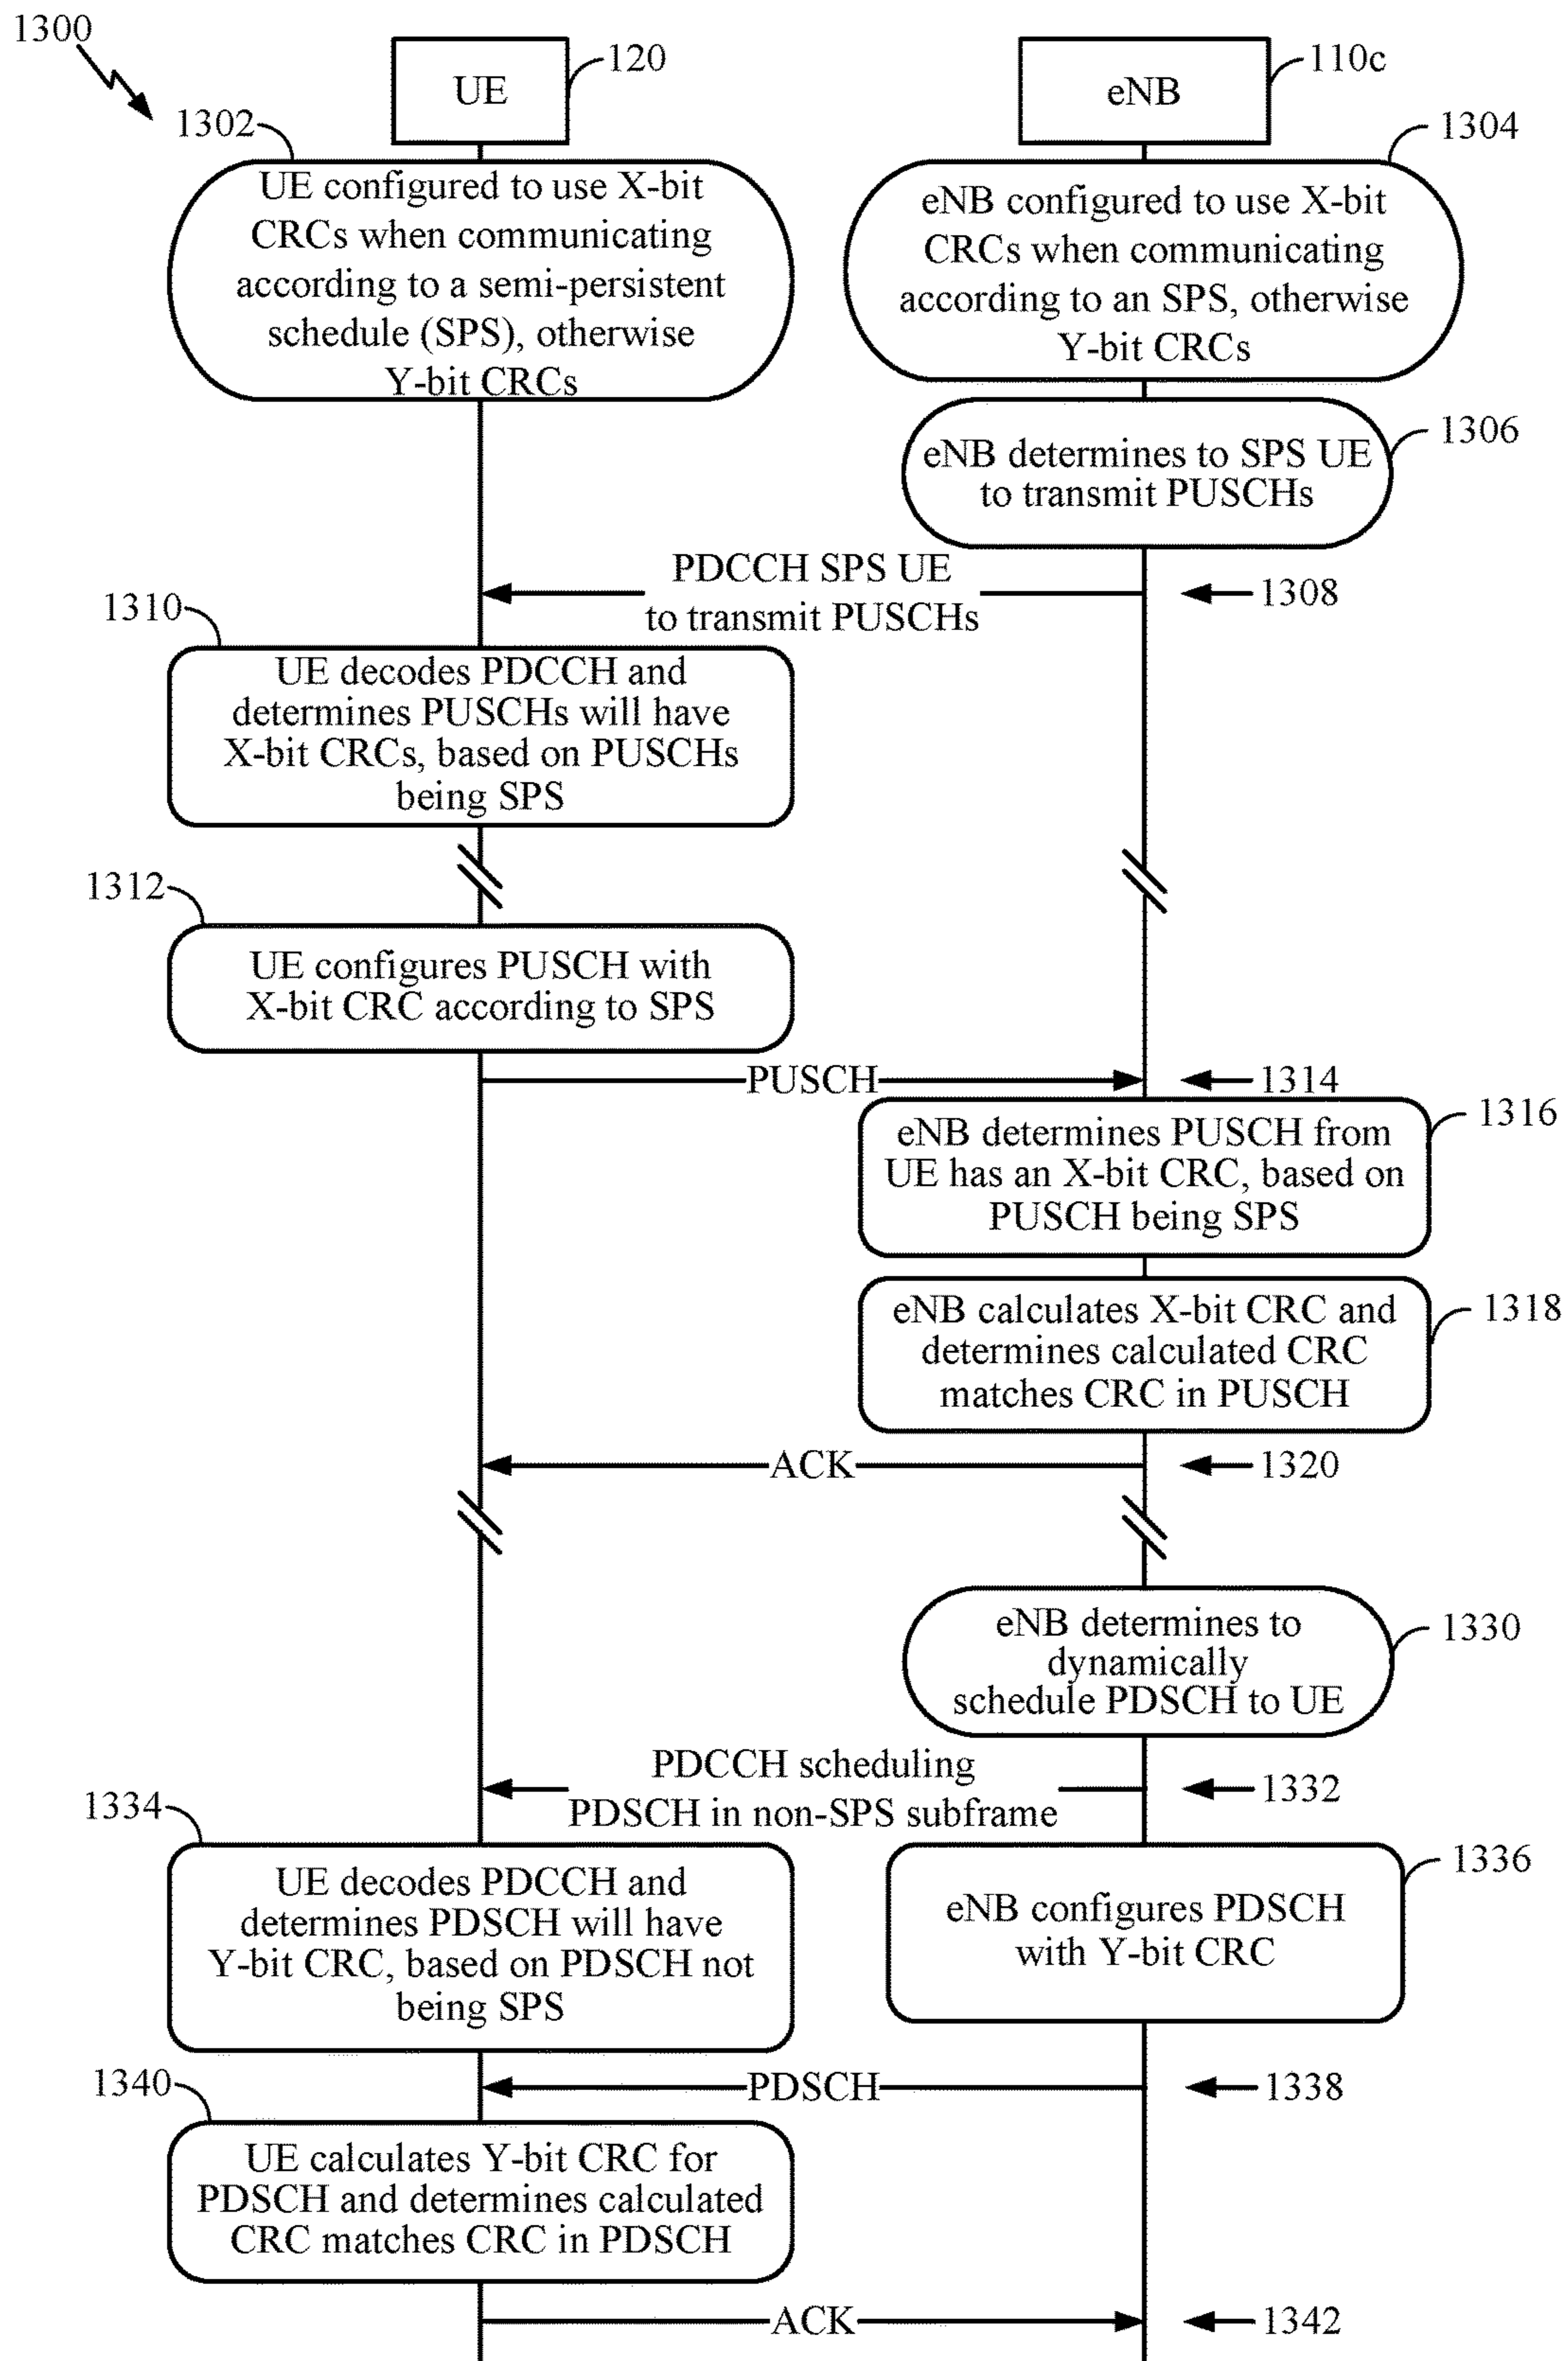 1300
UE
120
eNB
110c
1302
UE configured to use X-bit
CRCs when communicating
according to a semi-persistent
schedule (SPS), otherwise
Y-bit CRCs
1304
eNB configured to use X-bit
CRCs when communicating
according to an SPS, otherwise
Y-bit CRCs
1306
eNB determines to SPS UE
to transmit PUSCHs
PDCCH SPS UE
to transmit PUSCHs
1308
1310
UE decodes PDCCH and
determines PUSCHs will have
X-bit CRCs, based on PUSCHs
being SPS
1312
UE configures PUSCH with
X-bit CRC according to SPS
PUSCH
1314
1316
eNB determines PUSCH from
UE has an X-bit CRC, based on
PUSCH being SPS
1318
eNB calculates X-bit CRC and
determines calculated CRC
matches CRC in PUSCH
ACK
1320
1330
eNB determines to
dynamically
schedule PDSCH to UE
PDCCH scheduling
PDSCH in non-SPS subframe
1332
1334
UE decodes PDCCH and
determines PDSCH will have
Y-bit CRC, based on PDSCH not
being SPS
1336
eNB configures PDSCH
with Y-bit CRC
PDSCH
1338
1340
UE calculates Y-bit CRC for
PDSCH and determines calculated
CRC matches CRC in PDSCH
ACK
1342